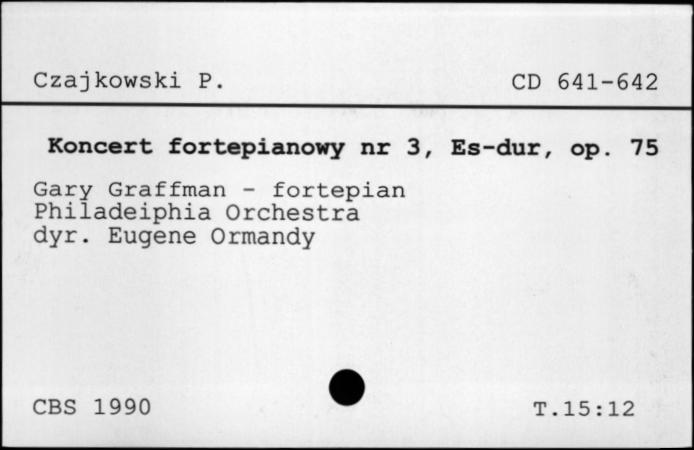 Czajkowski P. CD 641-642
Koncert fortepianowy nr 3, Es-dur, op. 75
Gary Graffman - fortepian
Philadeiphia Orchestra
dyr. Eugene Ormandy
CBS 1990 T.15:12